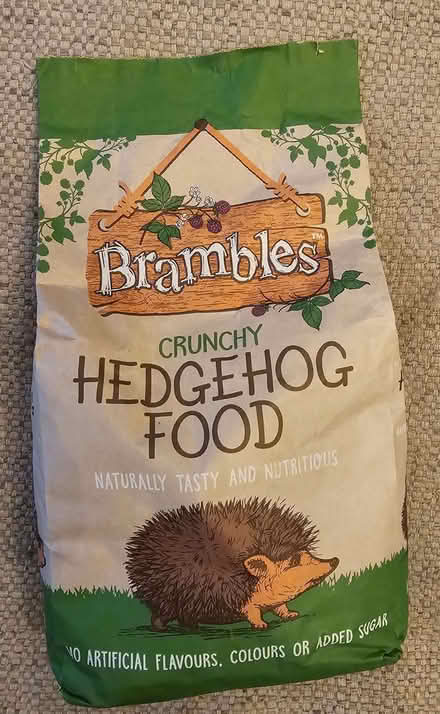 Brambles™
CRUNCHY
HEDGEHOG
FOOD
NATURALLY TASTY AND NUTRITIOUS
NO ARTIFICIAL FLAVOURS, COLOURS OR ADDED SUGAR